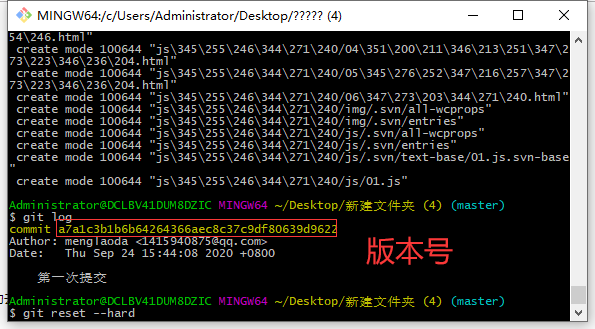 MINGW64:/c/Users/Administrator/Desktop/????? (4)
54\246.html"
create mode 100644 "js\345\255\246\344\271\240/04\351\200\211\346\213\251\347\2
73\223\346\236\204.html"
create mode 100644 "js\345\255\246\344\271\240/05\345\276\252\347\216\257\347\2
73\223\346\236\204.html"
create mode 100644 "js\345\255\246\344\271\240/06\347\273\203\344\271\240.html"
create mode 100644 "js\345\255\246\344\271\240/img/.svn/all-wcprops"
create mode 100644 "js\345\255\246\344\271\240/img/.svn/entries"
create mode 100644 "js\345\255\246\344\271\240/js/.svn/all-wcprops"
create mode 100644 "js\345\255\246\344\271\240/js/.svn/entries"
create mode 100644 "js\345\255\246\344\271\240/js/.svn/text-base/01.js.svn-base
"
create mode 100644 "js\345\255\246\344\271\240/js/01.js"
Administrator@DCLBV41DUM8DZIC MINGW64 ~/Desktop/新建文件夹 (4) (master)
$ git log
commit a7a1c3b1b6b64264366aec8c37c9df80639d9622
Author: mengTaoda <1415940875@qq.com>
Date: Thu Sep 24 15:44:08 2020 +0800
版本号
第一次提交
Administrator@DCLBV41DUM8DZIC MINGW64 ~/Desktop/新建文件夹 (4) (master)
$ git reset --hard